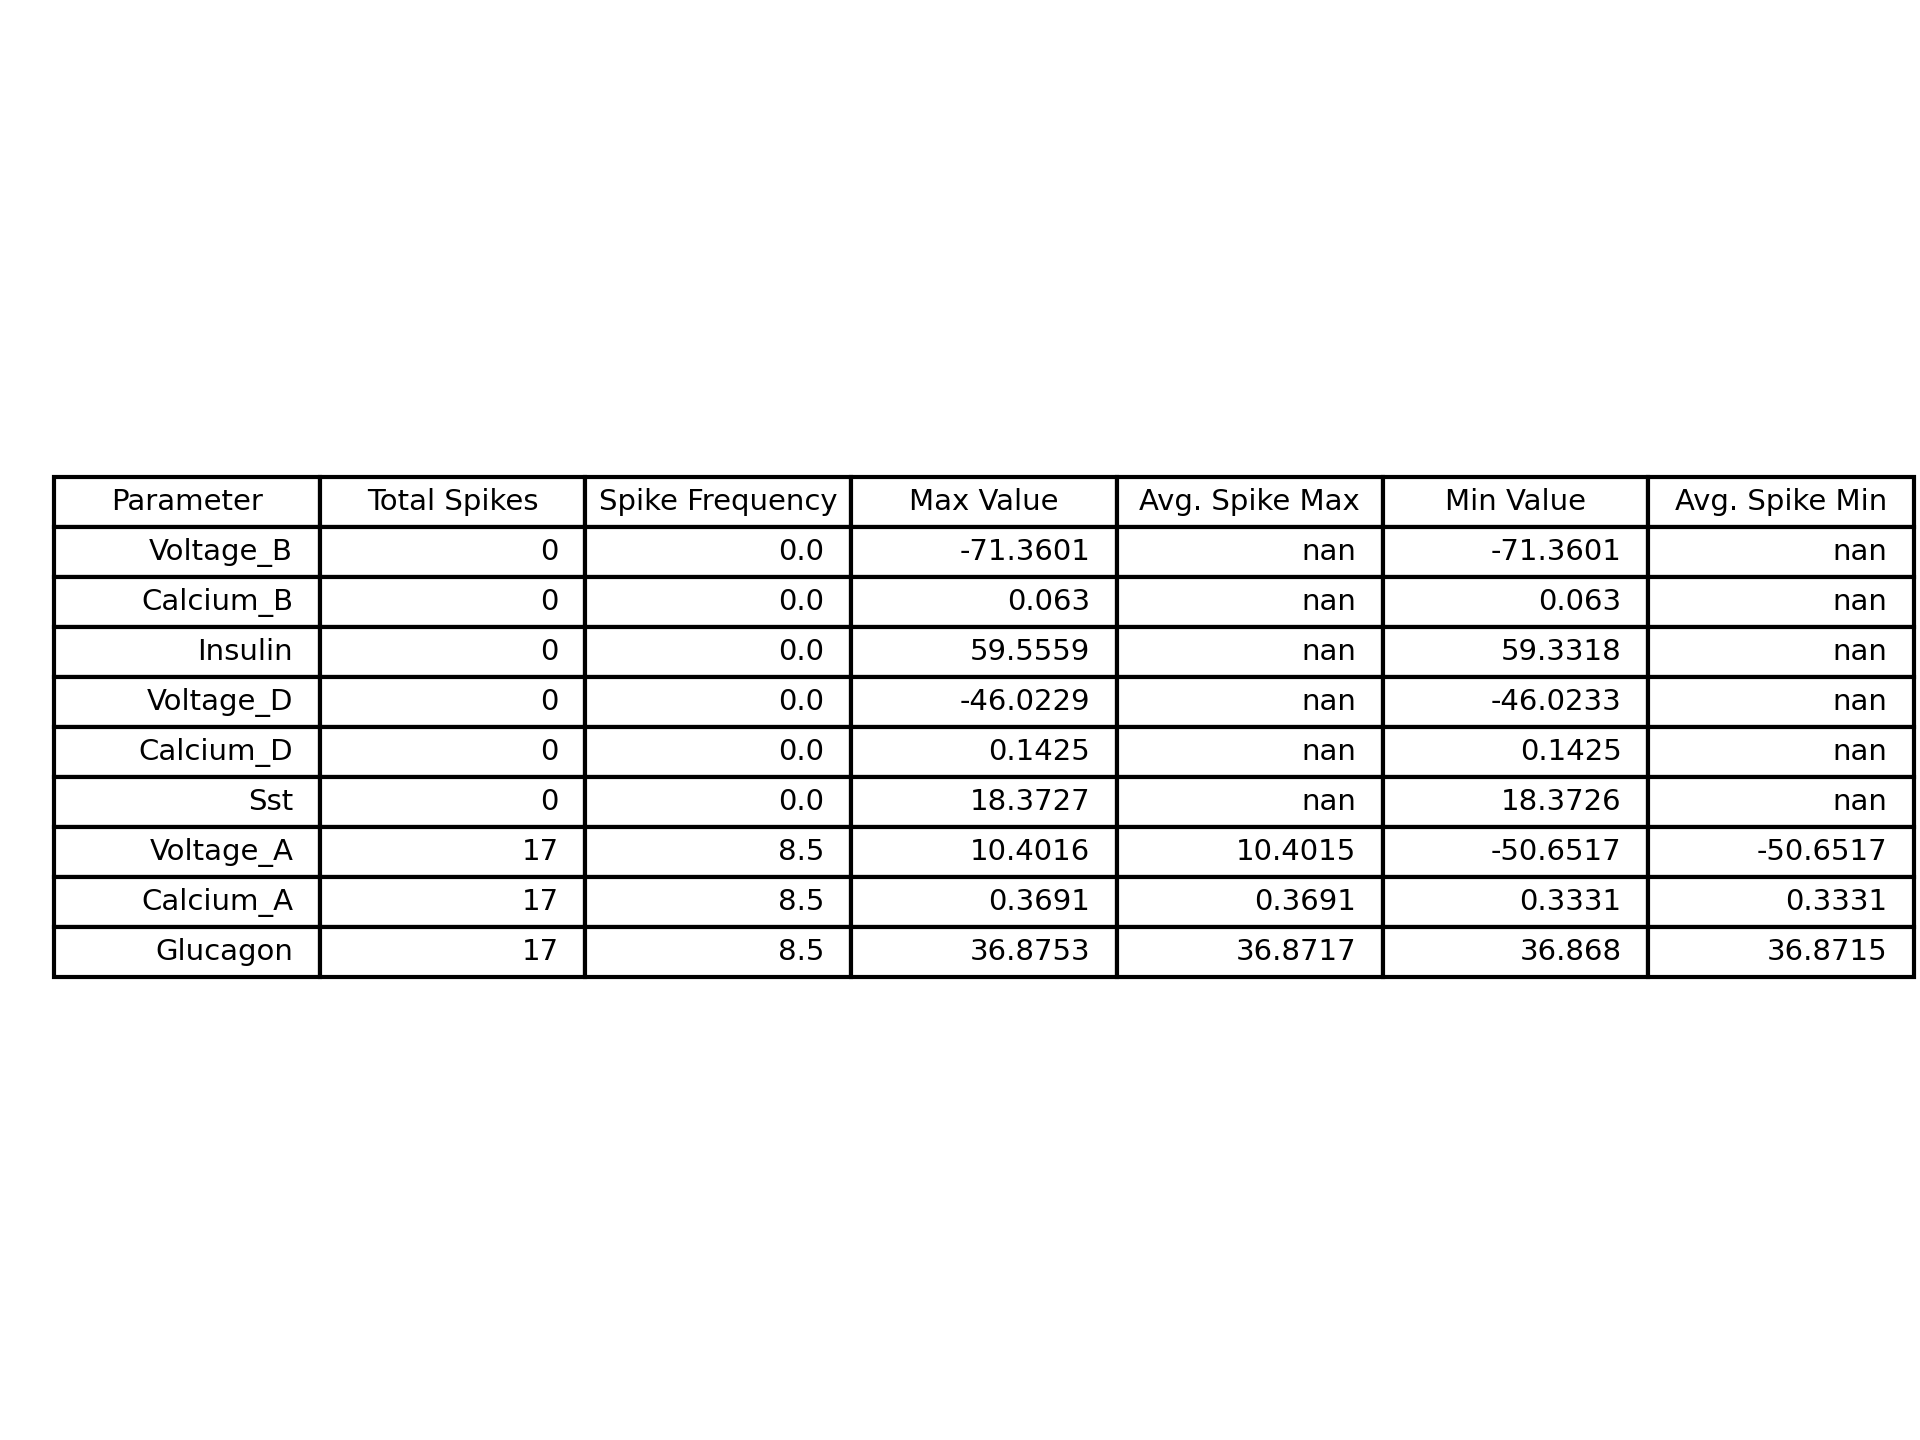 Parameter Total Spikes Spike Frequency Max Value Avg. Spike Max Min Value Avg. Spike Min
Voltage_B 0 0.0 -71.3601 nan -71.3601 nan
Calcium_B 0 0.0 0.063 nan 0.063 nan
Insulin 0 0.0 59.5559 nan 59.3318 nan
Voltage_D 0 0.0 -46.0229 nan -46.0233 nan
Calcium_D 0 0.0 0.1425 nan 0.1425 nan
Sst 0 0.0 18.3727 nan 18.3726 nan
Voltage_A 17 8.5 10.4016 10.4015 -50.6517 -50.6517
Calcium_A 17 8.5 0.3691 0.3691 0.3331 0.3331
Glucagon 17 8.5 36.8753 36.8717 36.868 36.8715